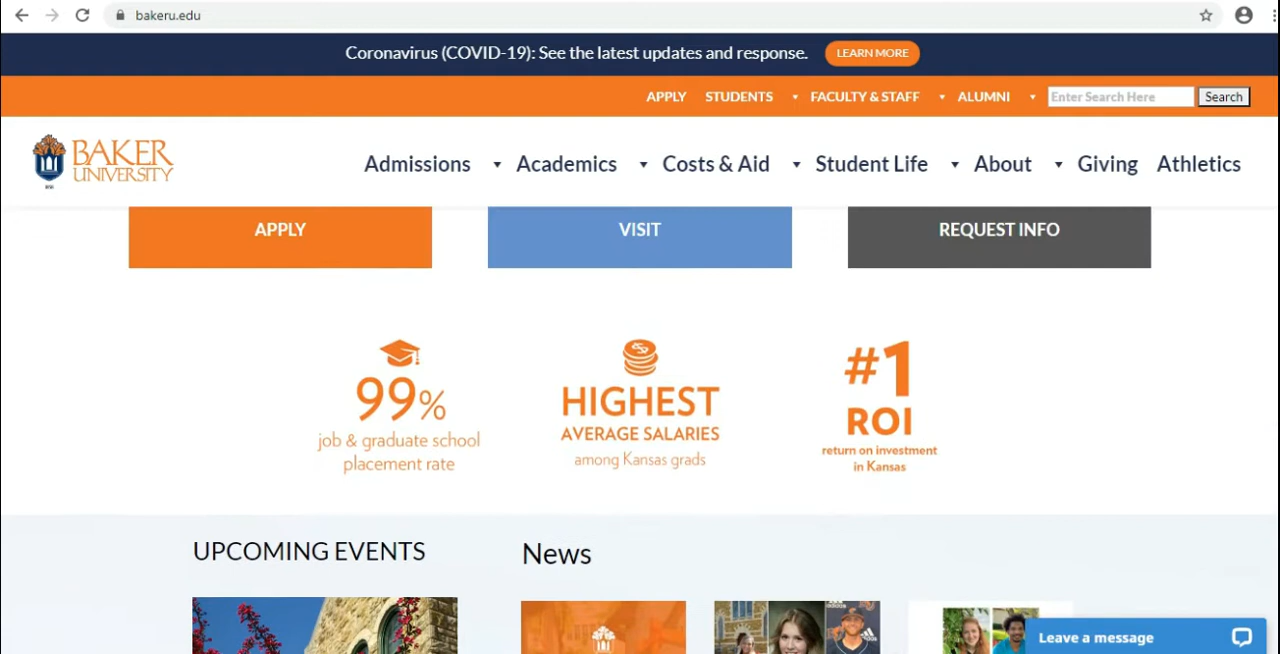 bakeru.edu
Coronavirus (COVID-19): See the latest updates and response. LEARN MORE
APPLY STUDENTS FACULTY & STAFF ALUMNI Enter Search Here Search
BAKER
UNIVERSITY
Admissions Academics Costs & Aid Student Life About Giving Athletics
APPLY VISIT REQUEST INFO
99%
job & graduate school
placement rate
HIGHEST
AVERAGE SALARIES
among Kansas grads
#1
ROI
return on investment
in Kansas
UPCOMING EVENTS
News
Leave a message